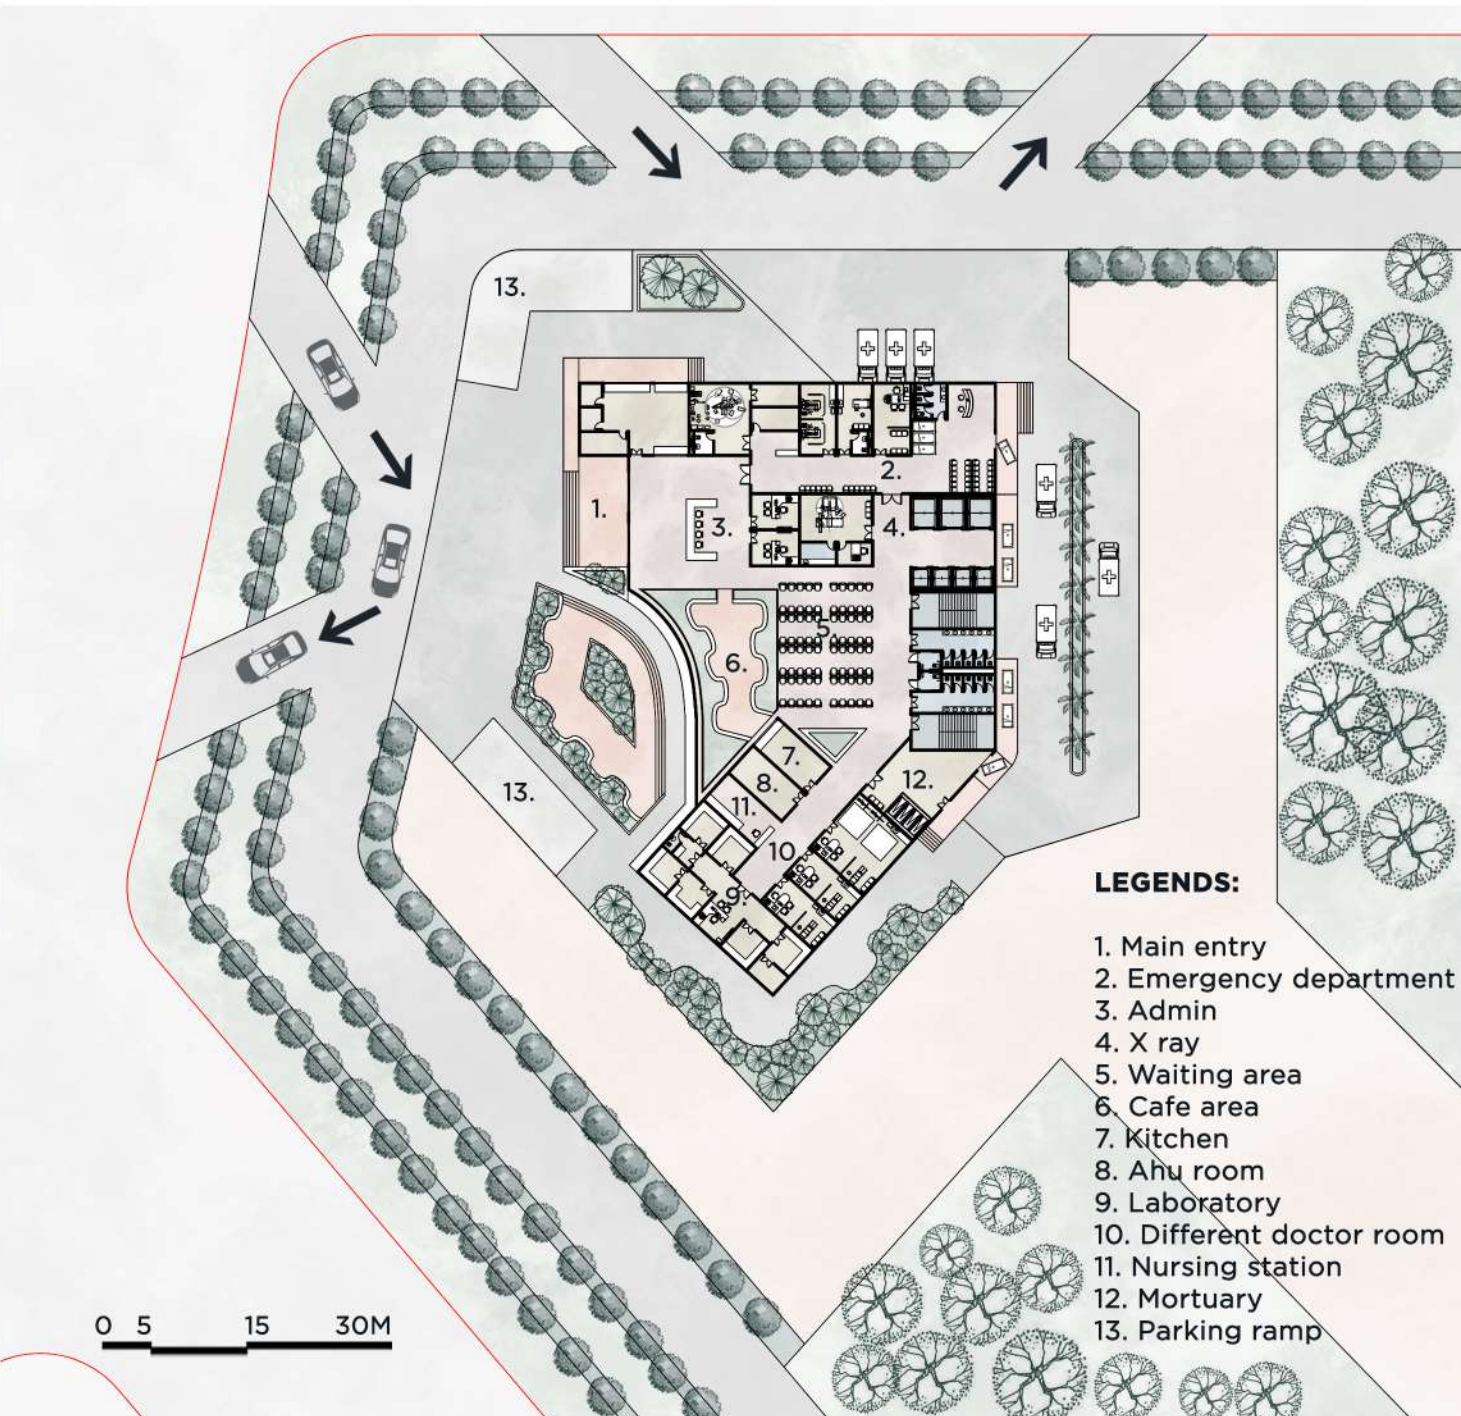 13.
2.
1.
3.
4.
5.
6.
7.
8.
12.
13.
11.
10
9.
LEGENDS:
1. Main entry
2. Emergency department
3. Admin
4. X ray
5. Waiting area
6. Cafe area
7. Kitchen
8. Ahu room
9. Laboratory
10. Different doctor room
11. Nursing station
12. Mortuary
13. Parking ramp
0 5 15 30M